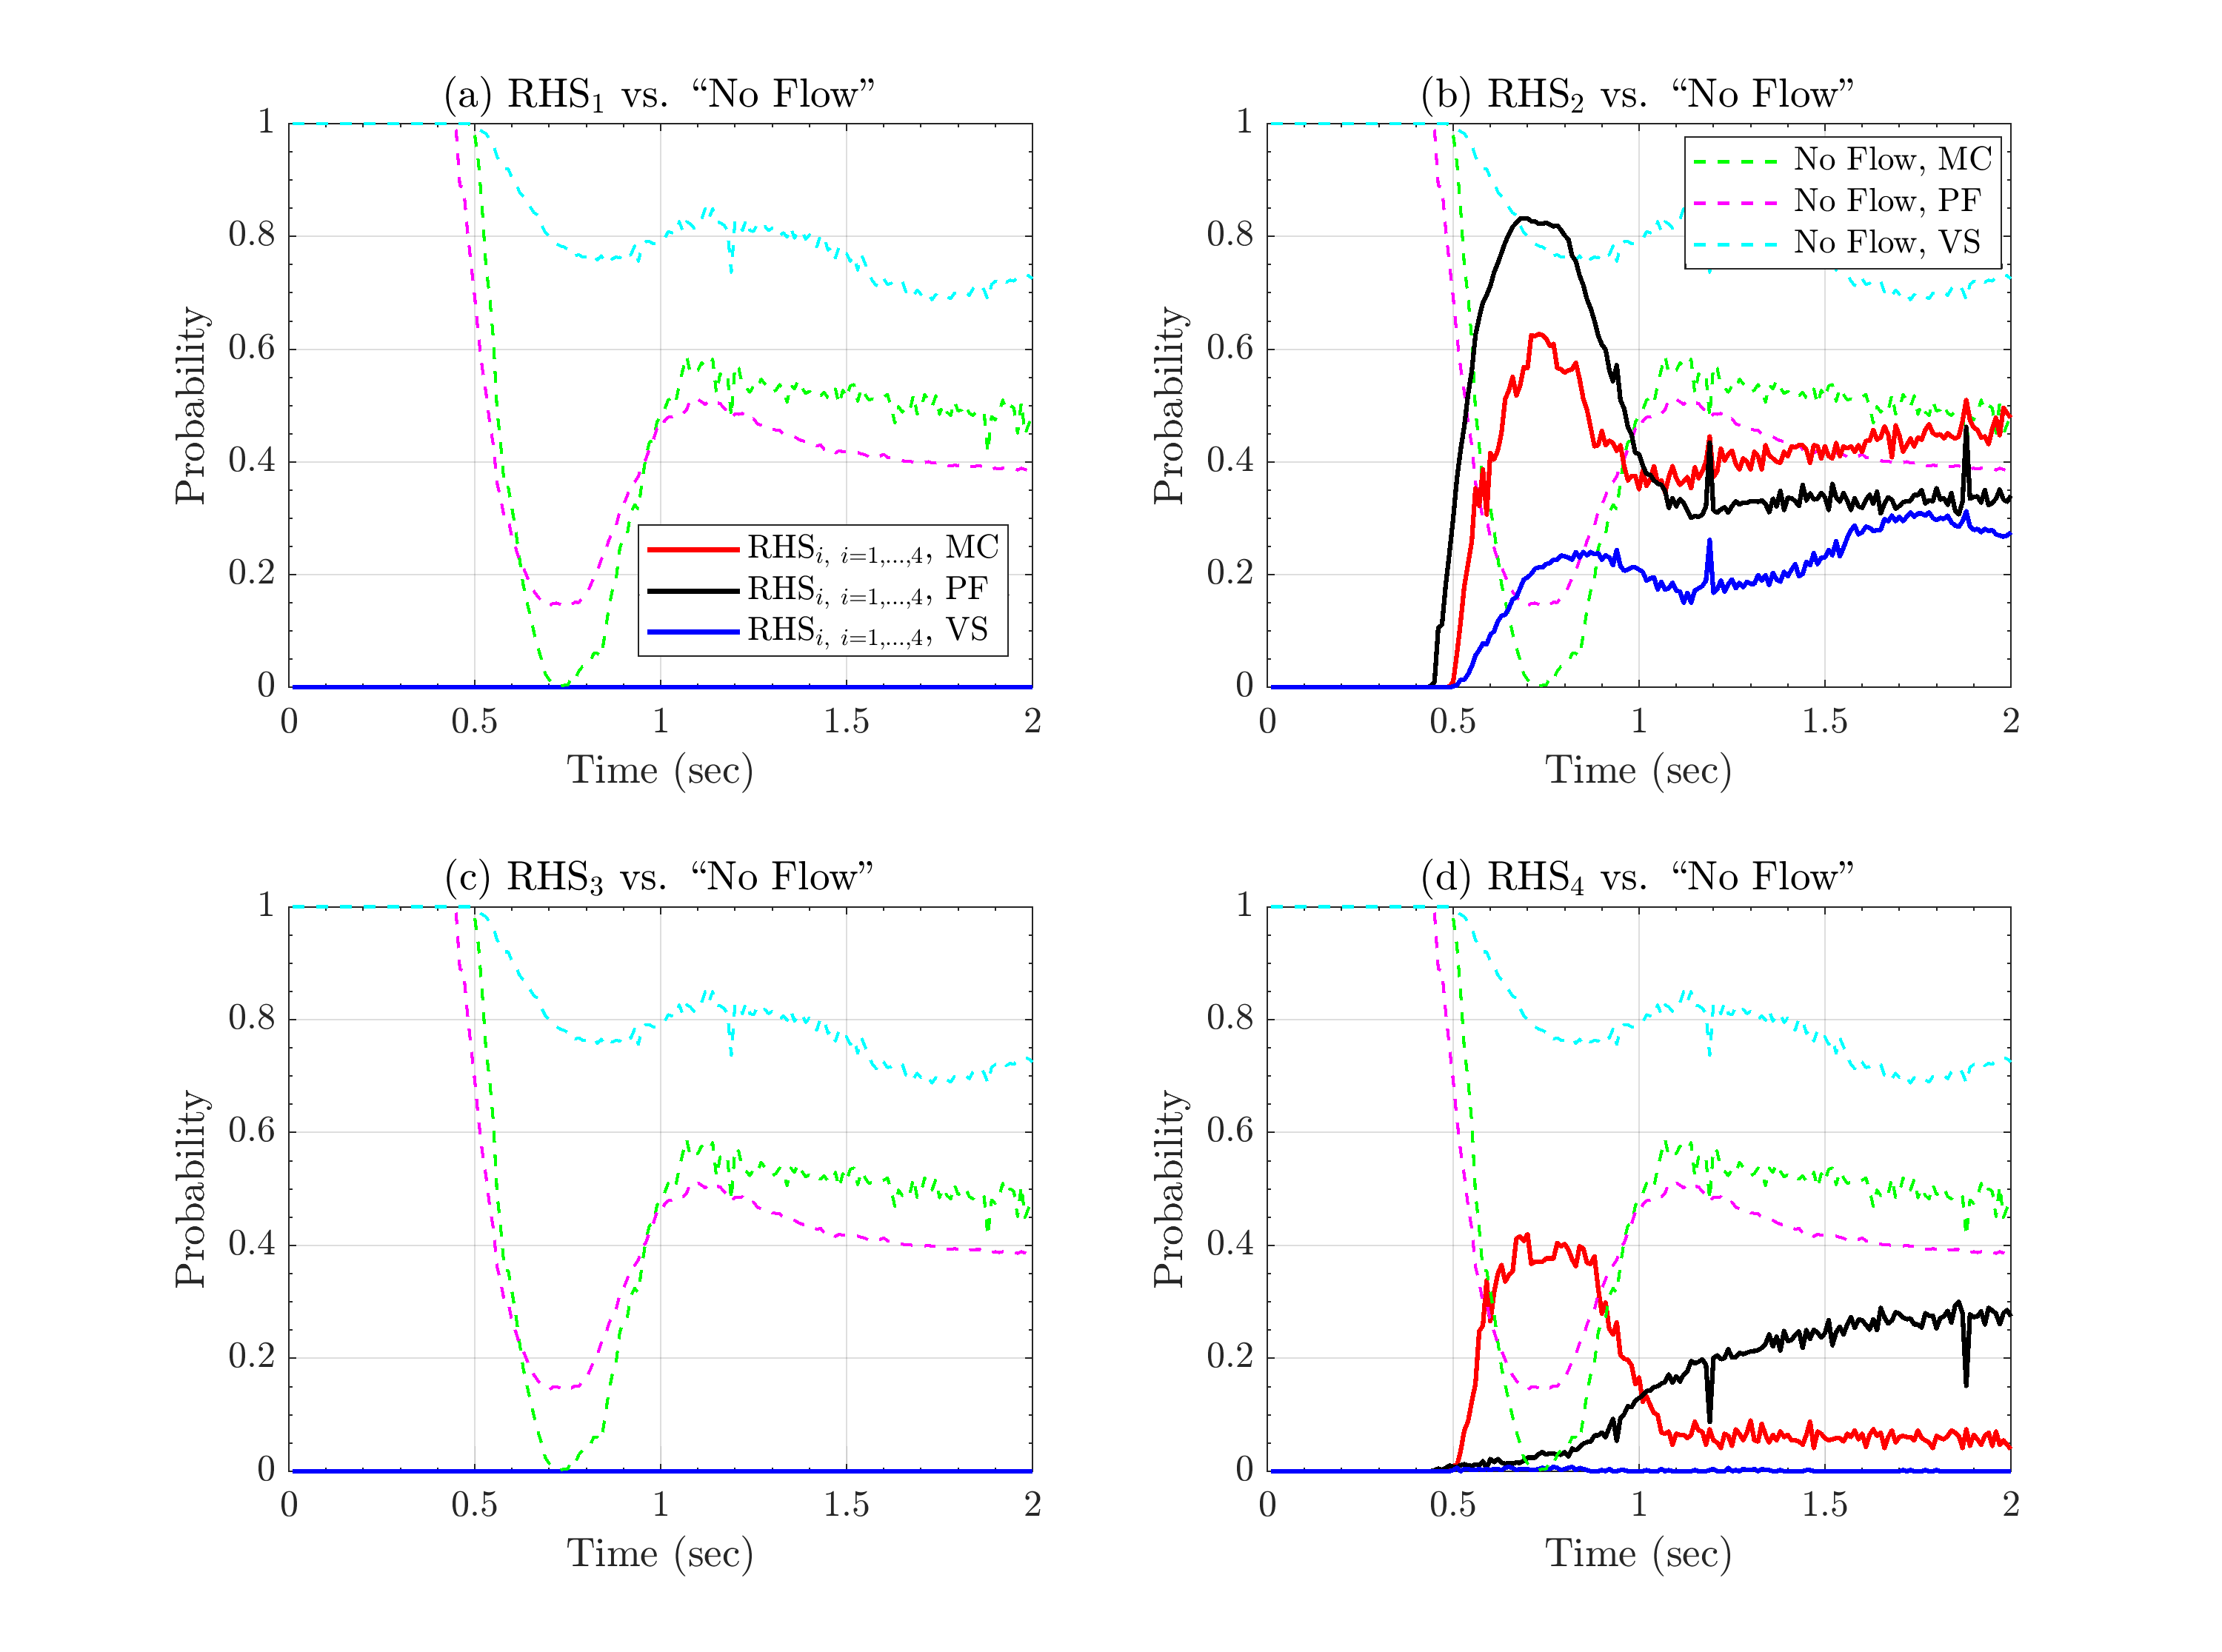 (a) RHS₁ vs. “No Flow”
1
0.8
0.6
0.4
0.2
0
Probability
RHSᵢ, ᵢ₌₁,...,₄, MC
RHSᵢ, ᵢ₌₁,...,₄, PF
RHSᵢ, ᵢ₌₁,...,₄, VS
0 0.5 1 1.5 2
Time (sec)
(b) RHS₂ vs. “No Flow”
1
0.8
0.6
0.4
0.2
0
Probability
No Flow, MC
No Flow, PF
No Flow, VS
0 0.5 1 1.5 2
Time (sec)
(c) RHS₃ vs. “No Flow”
1
0.8
0.6
0.4
0.2
0
Probability
0 0.5 1 1.5 2
Time (sec)
(d) RHS₄ vs. “No Flow”
1
0.8
0.6
0.4
0.2
0
Probability
0 0.5 1 1.5 2
Time (sec)